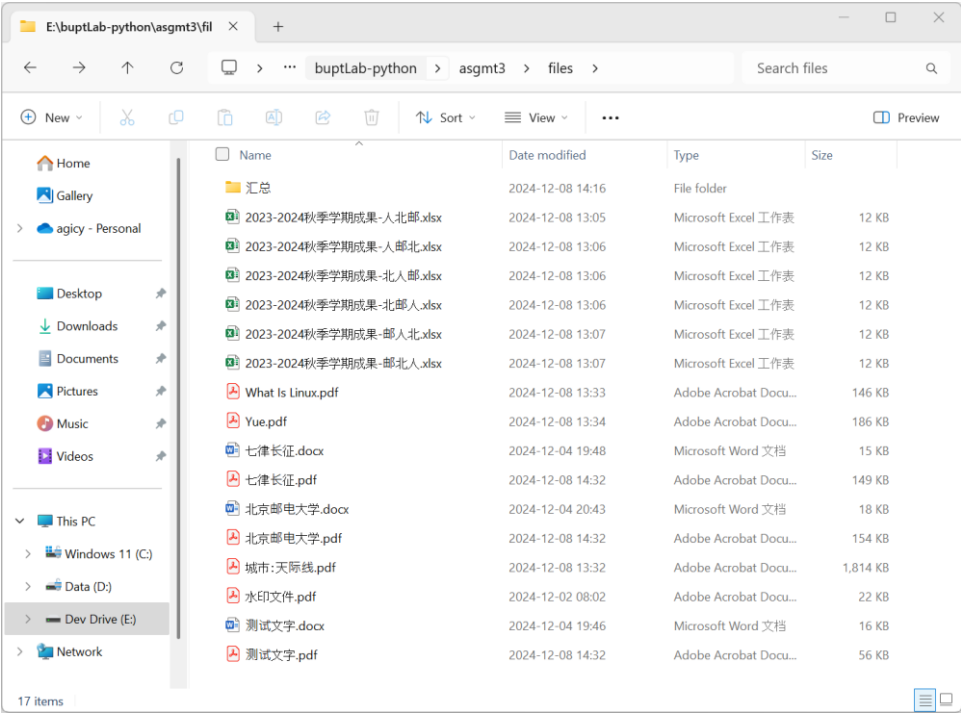 E:\buptLab-python\asgmt3\fil
buptLab-python > asgmt3 > files >
Search files
New
Sort
View
Preview
Home
Gallery
agicy - Personal
Desktop
Downloads
Documents
Pictures
Music
Videos
This PC
Windows 11 (C:)
Data (D:)
Dev Drive (E:)
Network
Name Date modified Type Size
汇总 2024-12-08 14:16 File folder
2023-2024秋季学期成果-人北邮.xlsx 2024-12-08 13:05 Microsoft Excel 工作表 12 KB
2023-2024秋季学期成果-人邮北.xlsx 2024-12-08 13:06 Microsoft Excel 工作表 12 KB
2023-2024秋季学期成果-北人邮.xlsx 2024-12-08 13:06 Microsoft Excel 工作表 12 KB
2023-2024秋季学期成果-北邮人.xlsx 2024-12-08 13:06 Microsoft Excel 工作表 12 KB
2023-2024秋季学期成果-邮人北.xlsx 2024-12-08 13:07 Microsoft Excel 工作表 12 KB
2023-2024秋季学期成果-邮北人.xlsx 2024-12-08 13:07 Microsoft Excel 工作表 12 KB
What Is Linux.pdf 2024-12-08 13:33 Adobe Acrobat Docu... 146 KB
Yue.pdf 2024-12-08 13:34 Adobe Acrobat Docu... 186 KB
七律长征.docx 2024-12-04 19:48 Microsoft Word 文档 15 KB
七律长征.pdf 2024-12-08 14:32 Adobe Acrobat Docu... 149 KB
北京邮电大学.docx 2024-12-04 20:43 Microsoft Word 文档 18 KB
北京邮电大学.pdf 2024-12-08 14:32 Adobe Acrobat Docu... 154 KB
城市:天际线.pdf 2024-12-08 13:32 Adobe Acrobat Docu... 1,814 KB
水印文件.pdf 2024-12-02 08:02 Adobe Acrobat Docu... 22 KB
测试文字.docx 2024-12-04 19:46 Microsoft Word 文档 16 KB
测试文字.pdf 2024-12-08 14:32 Adobe Acrobat Docu... 56 KB
17 items